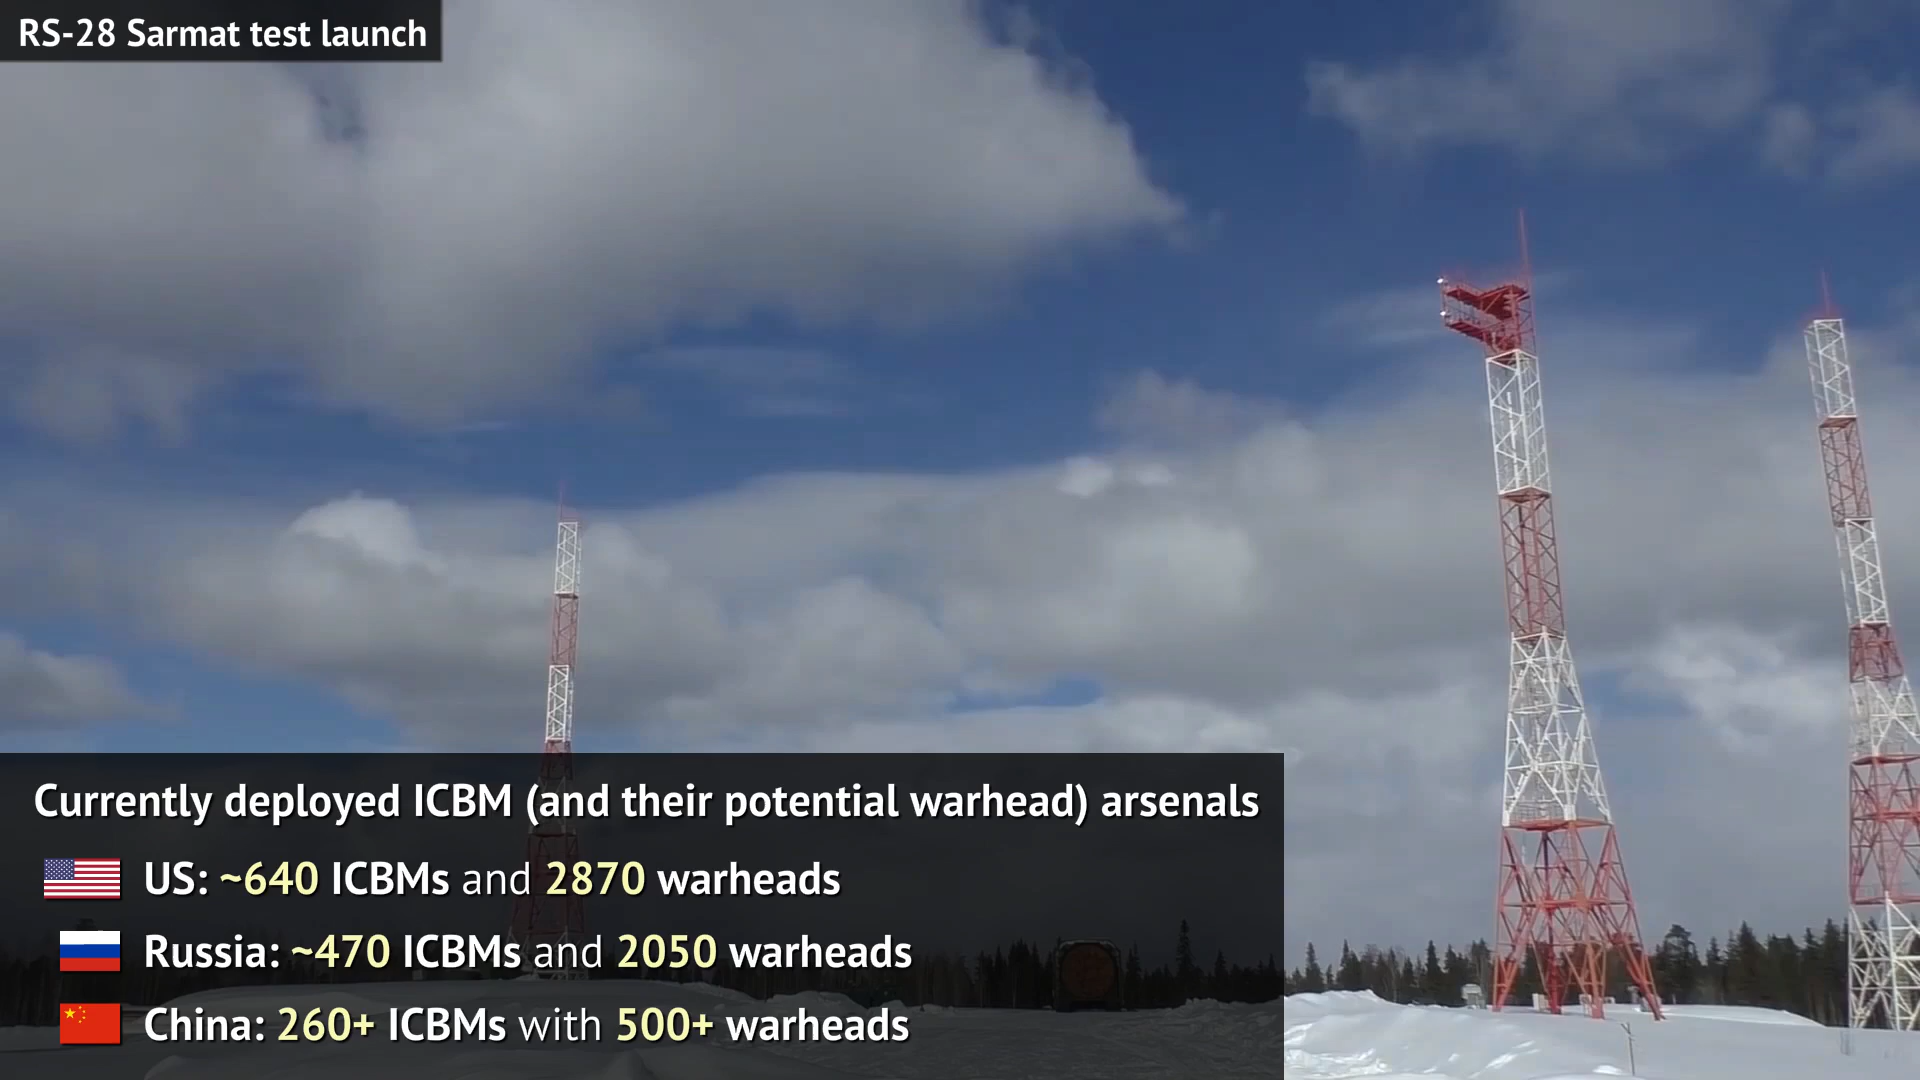 RS-28 Sarmat test launch
Currently deployed ICBM (and their potential warhead) arsenals
US: ~640 ICBMs and 2870 warheads
Russia: ~470 ICBMs and 2050 warheads
China: 260+ ICBMs with 500+ warheads